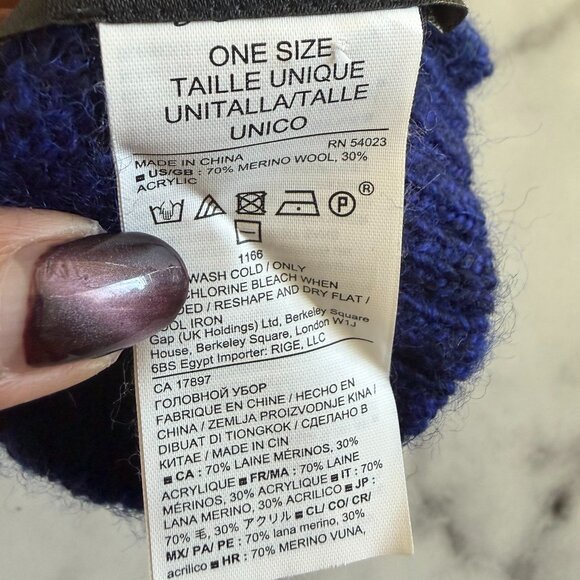 ONE SIZE
TAILLE UNIQUE
UNITALLA/TALLE
UNICO
RN 54023
MADE IN CHINA
■ US/GB : 70% MERINO WOOL, 30%
ACRYLIC
P ®
1166
WASH COLD / ONLY
CHLORINE BLEACH WHEN
DED / RESHAPE AND DRY FLAT /
OOL IRON
Gap (UK Holdings) Ltd, Berkeley Square
House, Berkeley Square, London W1J
6BS Egypt Importer: RIGE, LLC
CA 17897
ГОЛОВНОЙ УБОР
FABRIQUE EN CHINE / HECHO EN
CHINA / ZEMLJA PROIZVODNJE KINA /
DIBUAT DI TIONGKOK / СДЕЛАНО В
КИТАЕ / MADE IN CIN
■ CA : 70% LAINE MÉRINOS, 30%
ACRYLIQUE ■ FR/MA : 70% LAINE
MÉRINOS, 30% ACRYLIQUE ■ IT : 70%
LANA MERINO, 30% ACRILICO ■ JP :
70% 毛, 30% アクリル ■ CL/CO/CR/
MX/PA/PE : 70% lana merino, 30%
acrílico ■ HR : 70% MERINO VUNA,